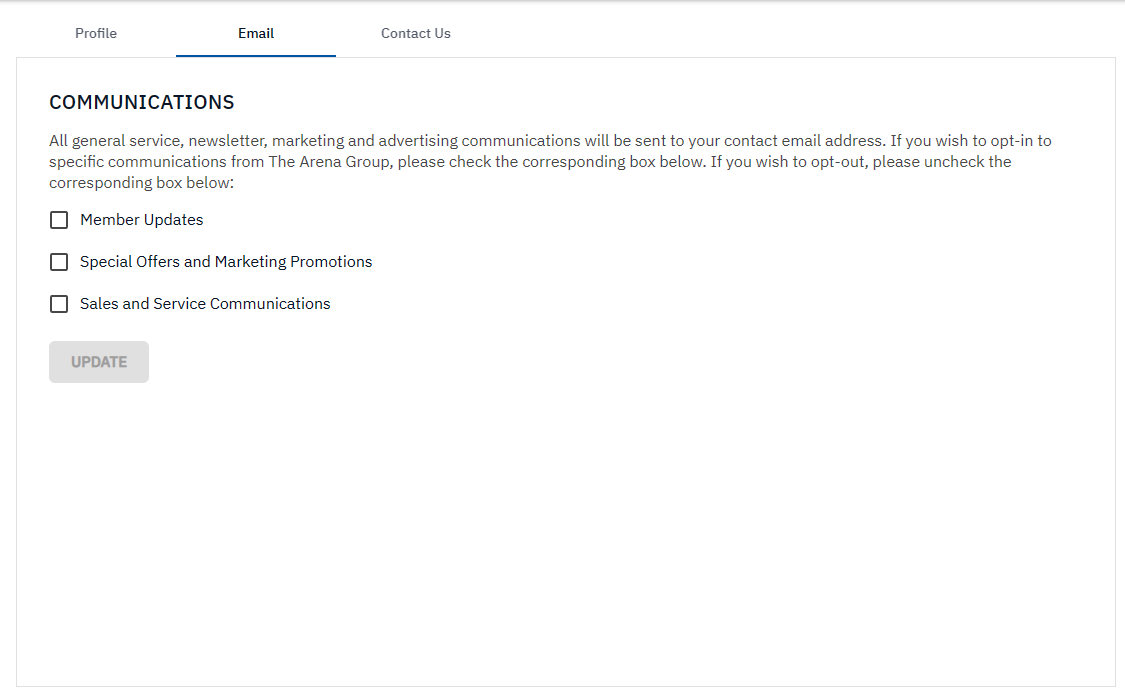 Profile Email Contact Us
COMMUNICATIONS
All general service, newsletter, marketing and advertising communications will be sent to your contact email address. If you wish to opt-in to
specific communications from The Arena Group, please check the corresponding box below. If you wish to opt-out, please uncheck the
corresponding box below:
Member Updates
Special Offers and Marketing Promotions
Sales and Service Communications
UPDATE